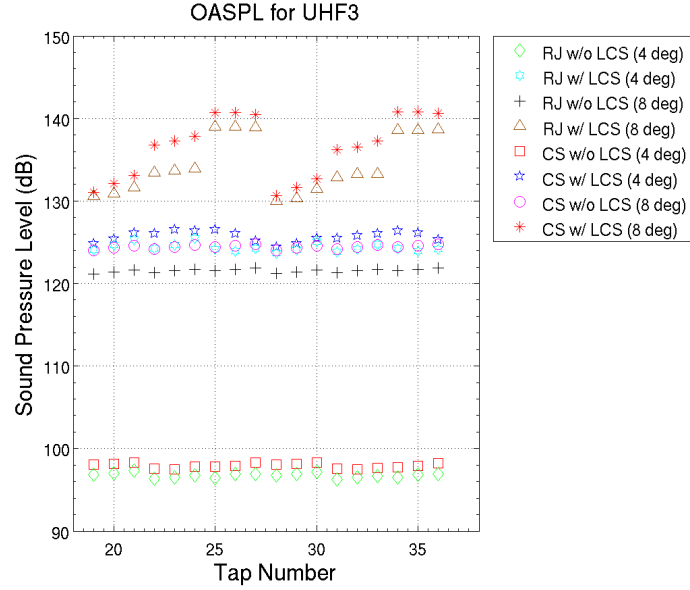 OASPL for UHF3
150
140
130
120
110
100
90
Sound Pressure Level (dB)
20
25
30
35
Tap Number
RJ w/o LCS (4 deg)
RJ w/ LCS (4 deg)
RJ w/o LCS (8 deg)
RJ w/ LCS (8 deg)
CS w/o LCS (4 deg)
CS w/ LCS (4 deg)
CS w/o LCS (8 deg)
CS w/ LCS (8 deg)